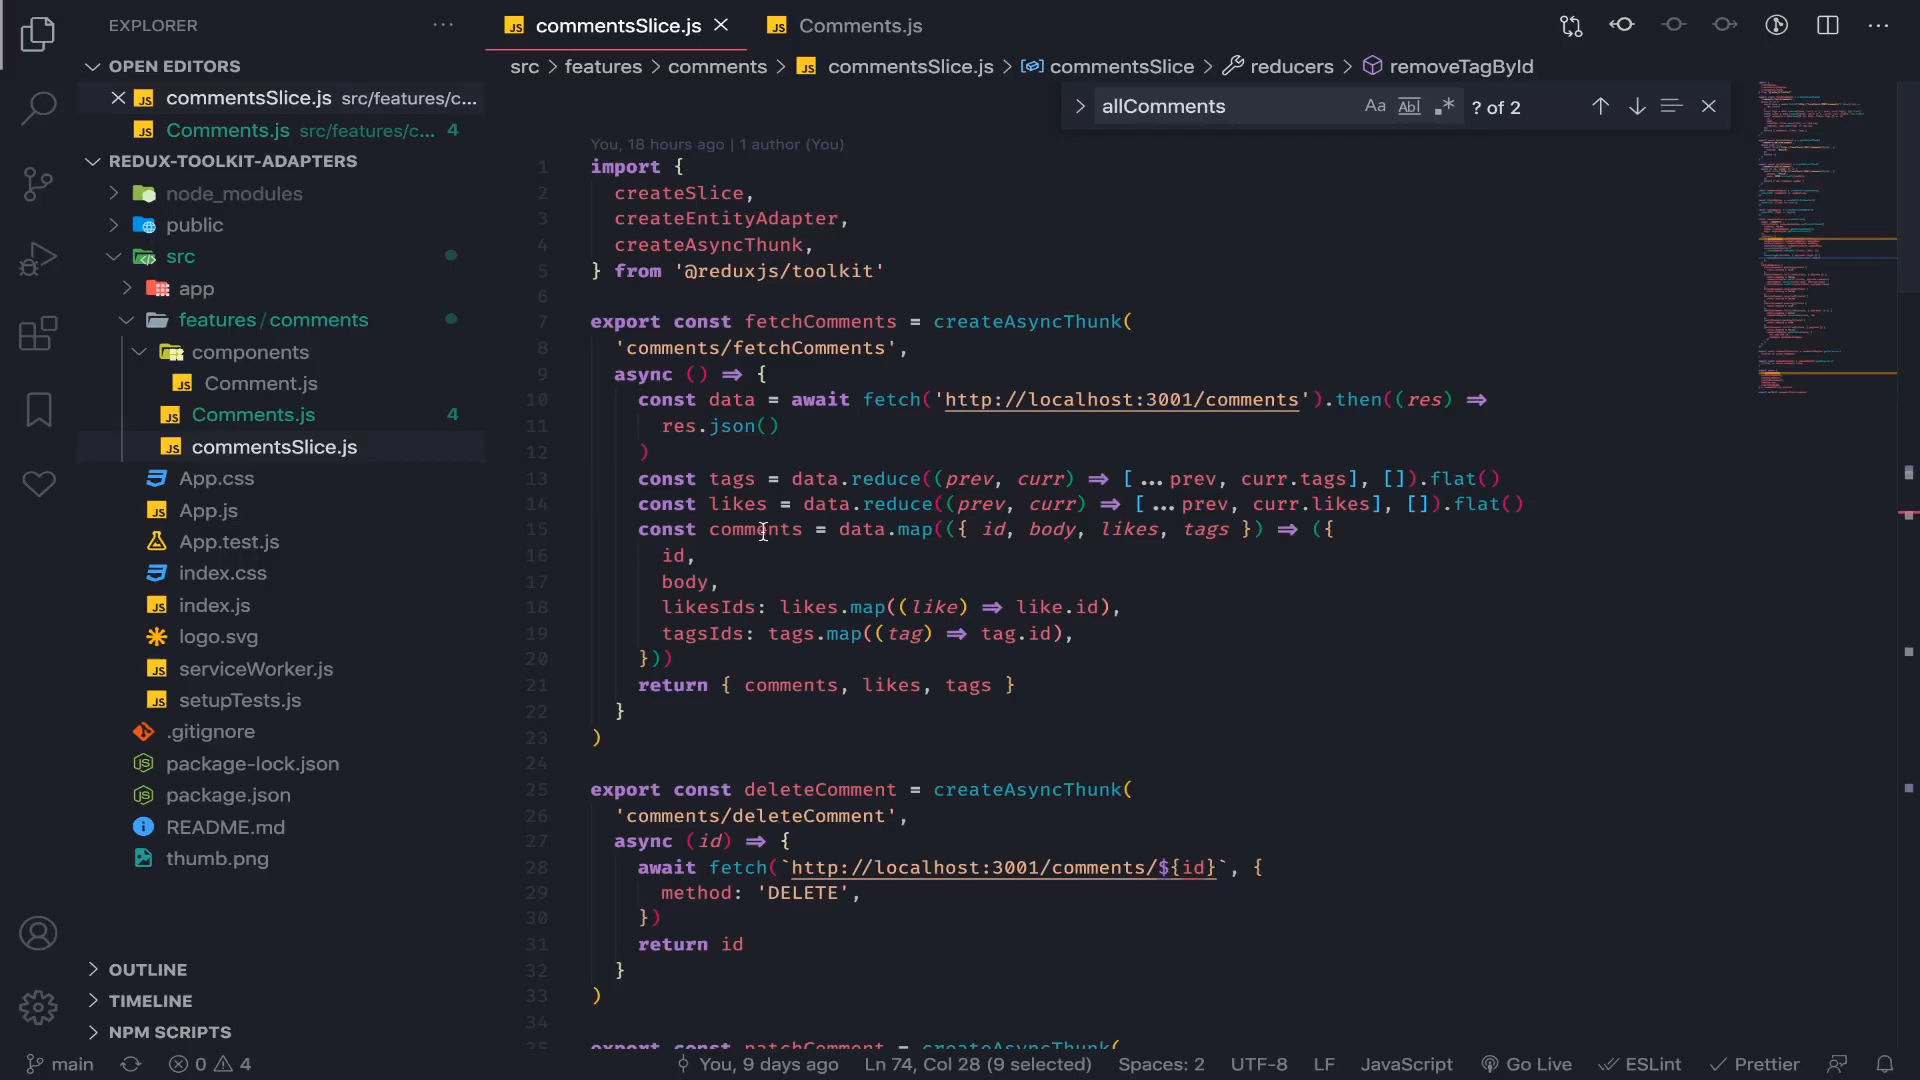 EXPLORER
OPEN EDITORS
commentsSlice.js src/features/c...
Comments.js src/features/c... 4
REDUX-TOOLKIT-ADAPTERS
node_modules
public
src
app
features / comments
components
Comment.js
Comments.js 4
commentsSlice.js
App.css
App.js
App.test.js
index.css
index.js
logo.svg
serviceWorker.js
setupTests.js
.gitignore
package-lock.json
package.json
README.md
thumb.png
OUTLINE
TIMELINE
NPM SCRIPTS
commentsSlice.js
Comments.js
src > features > comments > commentsSlice.js > commentsSlice > reducers > removeTagById
allComments Aa Abl ? of 2
You, 18 hours ago | 1 author (You)
1 import {
2 createSlice,
3 createEntityAdapter,
4 createAsyncThunk,
5 } from '@reduxjs/toolkit'
6
7 export const fetchComments = createAsyncThunk(
8 'comments/fetchComments',
9 async () => {
10 const data = await fetch('http://localhost:3001/comments').then((res) =>
11 res.json()
12 )
13 const tags = data.reduce((prev, curr) => [...prev, curr.tags], []).flat()
14 const likes = data.reduce((prev, curr) => [...prev, curr.likes], []).flat()
15 const comments = data.map(({ id, body, likes, tags }) => ({
16 id,
17 body,
18 likesIds: likes.map((like) => like.id),
19 tagsIds: tags.map((tag) => tag.id),
20 }))
21 return { comments, likes, tags }
22 }
23 )
24
25 export const deleteComment = createAsyncThunk(
26 'comments/deleteComment',
27 async (id) => {
28 await fetch(`http://localhost:3001/comments/${id}`, {
29 method: 'DELETE',
30 })
31 return id
32 }
33 )
34
35 export const patchComment = createAsyncThunk(
main 0 4 You, 9 days ago Ln 74, Col 28 (9 selected) Spaces: 2 UTF-8 LF JavaScript Go Live ESLint Prettier